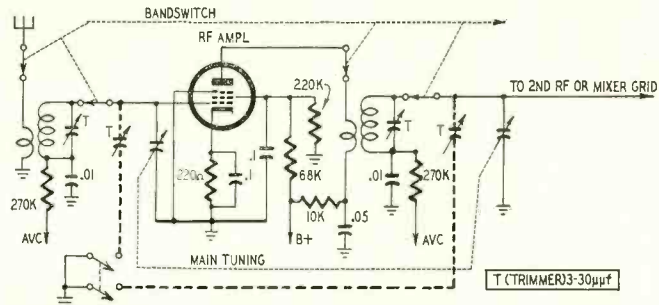 BANDSWITCH
RF AMPL
220K
TO 2ND RF OR MIXER GRID
T
T
T
T
.01
220Ω
.1
.1
68K
.01
270K
270K
10K
.05
AVC
B+
AVC
MAIN TUNING
T (TRIMMER) 3-30µµf